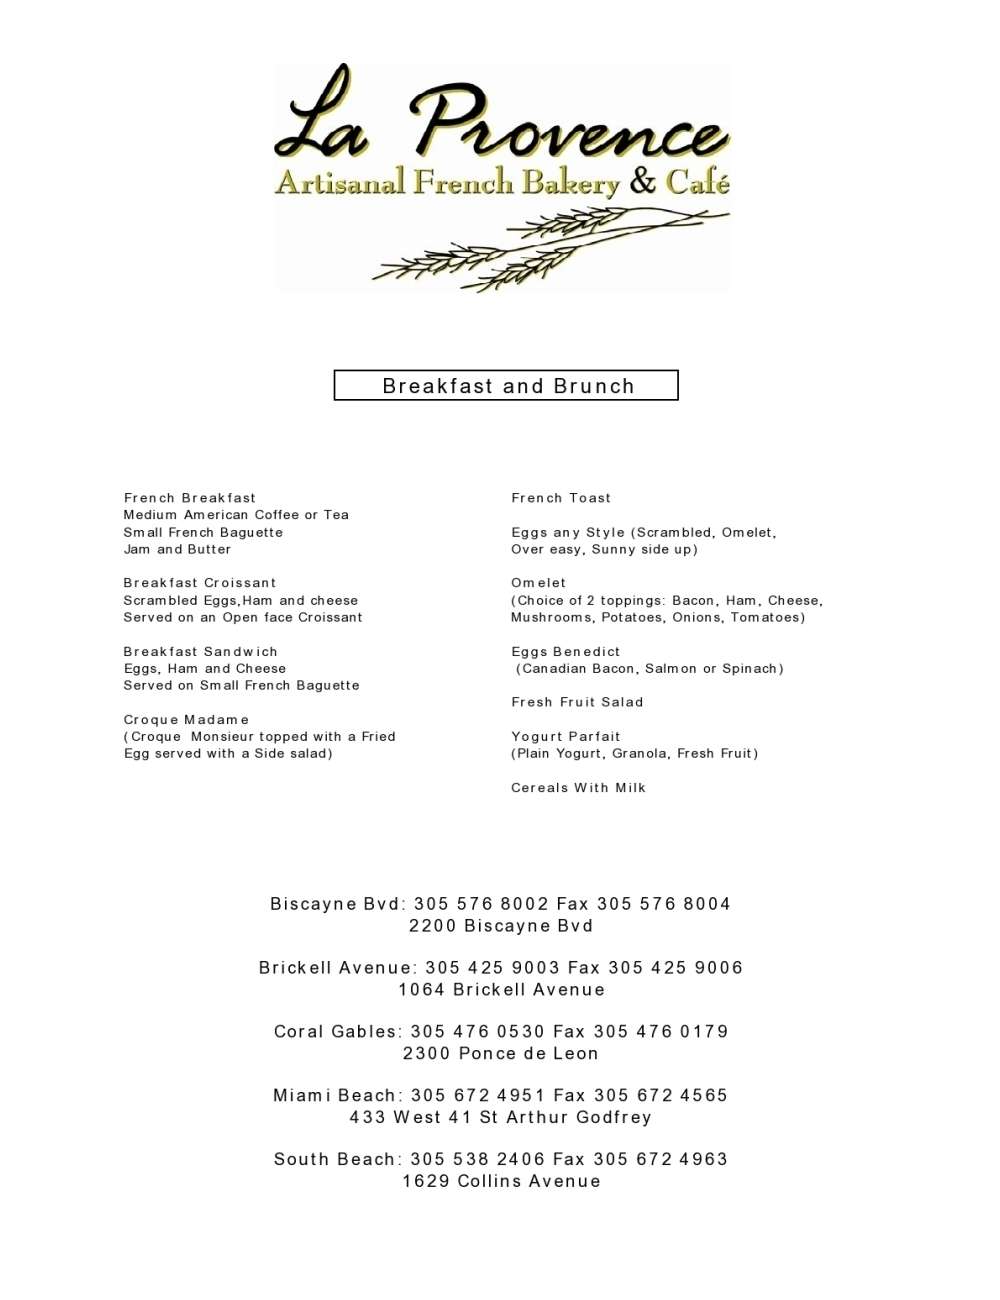 La Provence
Artisanal French Bakery & Café
Breakfast and Brunch
French Breakfast
Medium American Coffee or Tea
Small French Baguette
Jam and Butter
Breakfast Croissant
Scrambled Eggs,Ham and cheese
Served on an Open face Croissant
Breakfast Sandwich
Eggs, Ham and Cheese
Served on Small French Baguette
Croque Madame
(Croque Monsieur topped with a Fried
Egg served with a Side salad)
French Toast
Eggs any Style (Scrambled, Omelet,
Over easy, Sunny side up)
Omelet
(Choice of 2 toppings: Bacon, Ham, Cheese,
Mushrooms, Potatoes, Onions, Tomatoes)
Eggs Benedict
(Canadian Bacon, Salmon or Spinach)
Fresh Fruit Salad
Yogurt Parfait
(Plain Yogurt, Granola, Fresh Fruit)
Cereals With Milk
Biscayne Bvd: 305 576 8002 Fax 305 576 8004
2200 Biscayne Bvd
Brickell Avenue: 305 425 9003 Fax 305 425 9006
1064 Brickell Avenue
Coral Gables: 305 476 0530 Fax 305 476 0179
2300 Ponce de Leon
Miami Beach: 305 672 4951 Fax 305 672 4565
433 West 41 St Arthur Godfrey
South Beach: 305 538 2406 Fax 305 672 4963
1629 Collins Avenue